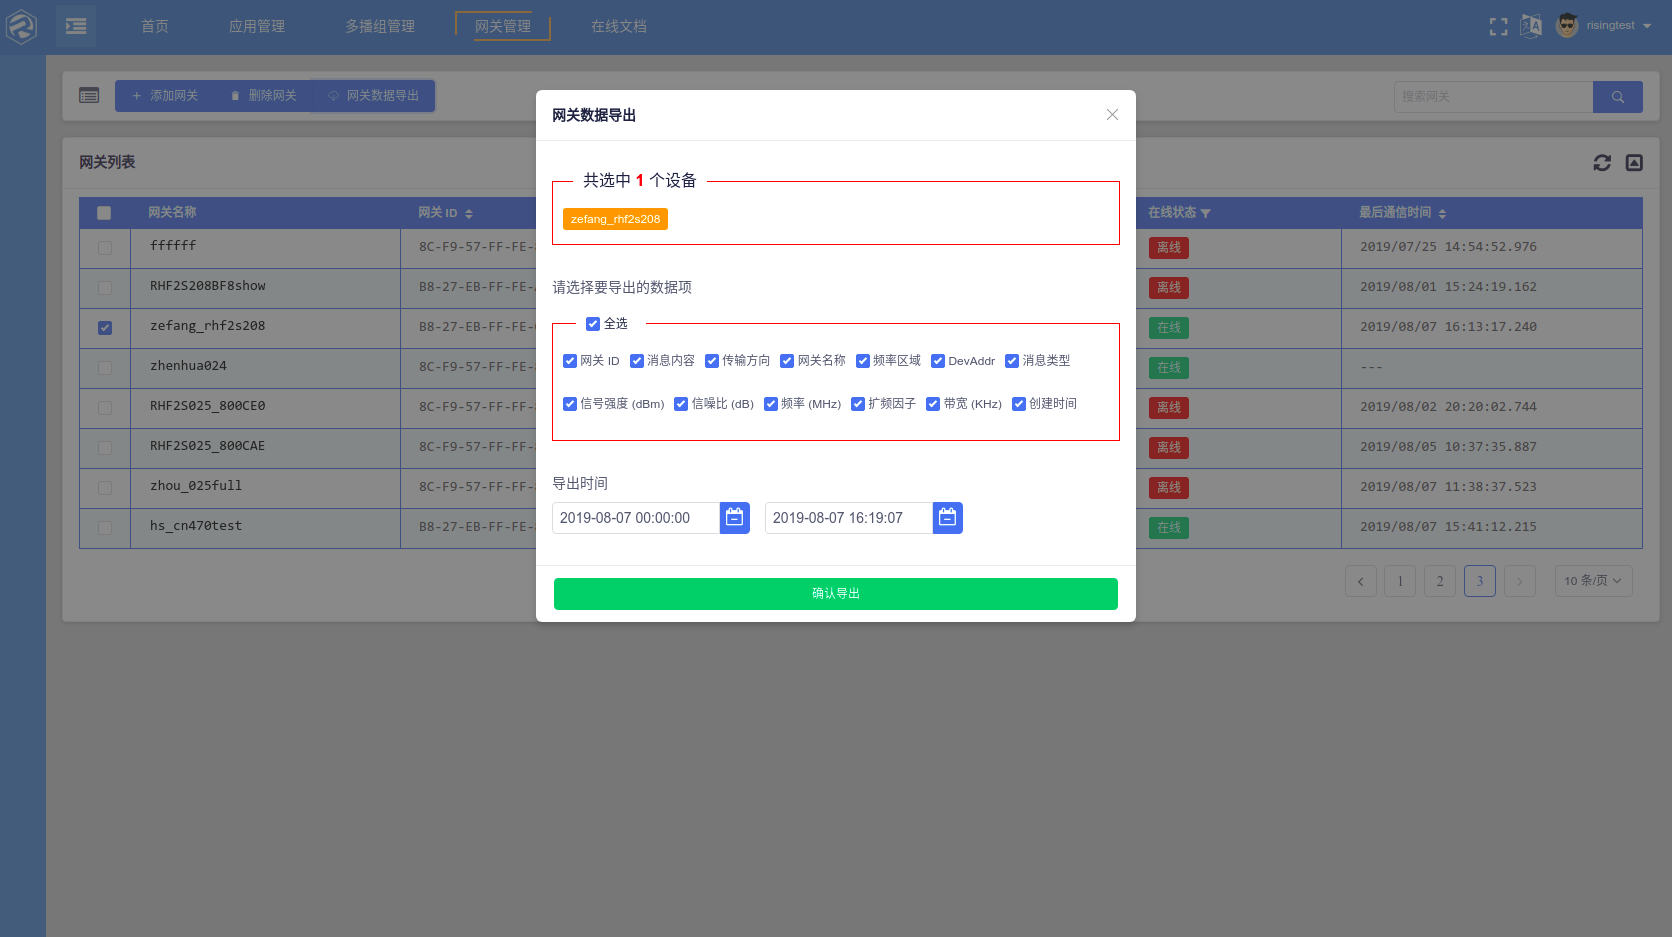 首页 应用管理 多播组管理 网关管理 在线文档 risingtest
添加网关 删除网关 网关数据导出 搜索网关
网关列表
网关名称 网关 ID 在线状态 最后通信时间
ffffff 8C-F9-57-FF-FE- 离线 2019/07/25 14:54:52.976
RHF2S208BF8show B8-27-EB-FF-FE- 离线 2019/08/01 15:24:19.162
zefang_rhf2s208 B8-27-EB-FF-FE- 在线 2019/08/07 16:13:17.240
zhenhua024 8C-F9-57-FF-FE- 在线 ---
RHF2S025_800CE0 8C-F9-57-FF-FE- 离线 2019/08/02 20:20:02.744
RHF2S025_800CAE 8C-F9-57-FF-FE- 离线 2019/08/05 10:37:35.887
zhou_025full 8C-F9-57-FF-FE- 离线 2019/08/07 11:38:37.523
hs_cn470test B8-27-EB-FF-FE- 在线 2019/08/07 15:41:12.215
1 2 3 10 条/页
网关数据导出
共选中 1 个设备
zefang_rhf2s208
请选择要导出的数据项
全选
网关 ID 消息内容 传输方向 网关名称 频率区域 DevAddr 消息类型
信号强度 (dBm) 信噪比 (dB) 频率 (MHz) 扩频因子 带宽 (KHz) 创建时间
导出时间
2019-08-07 00:00:00 2019-08-07 16:19:07
确认导出